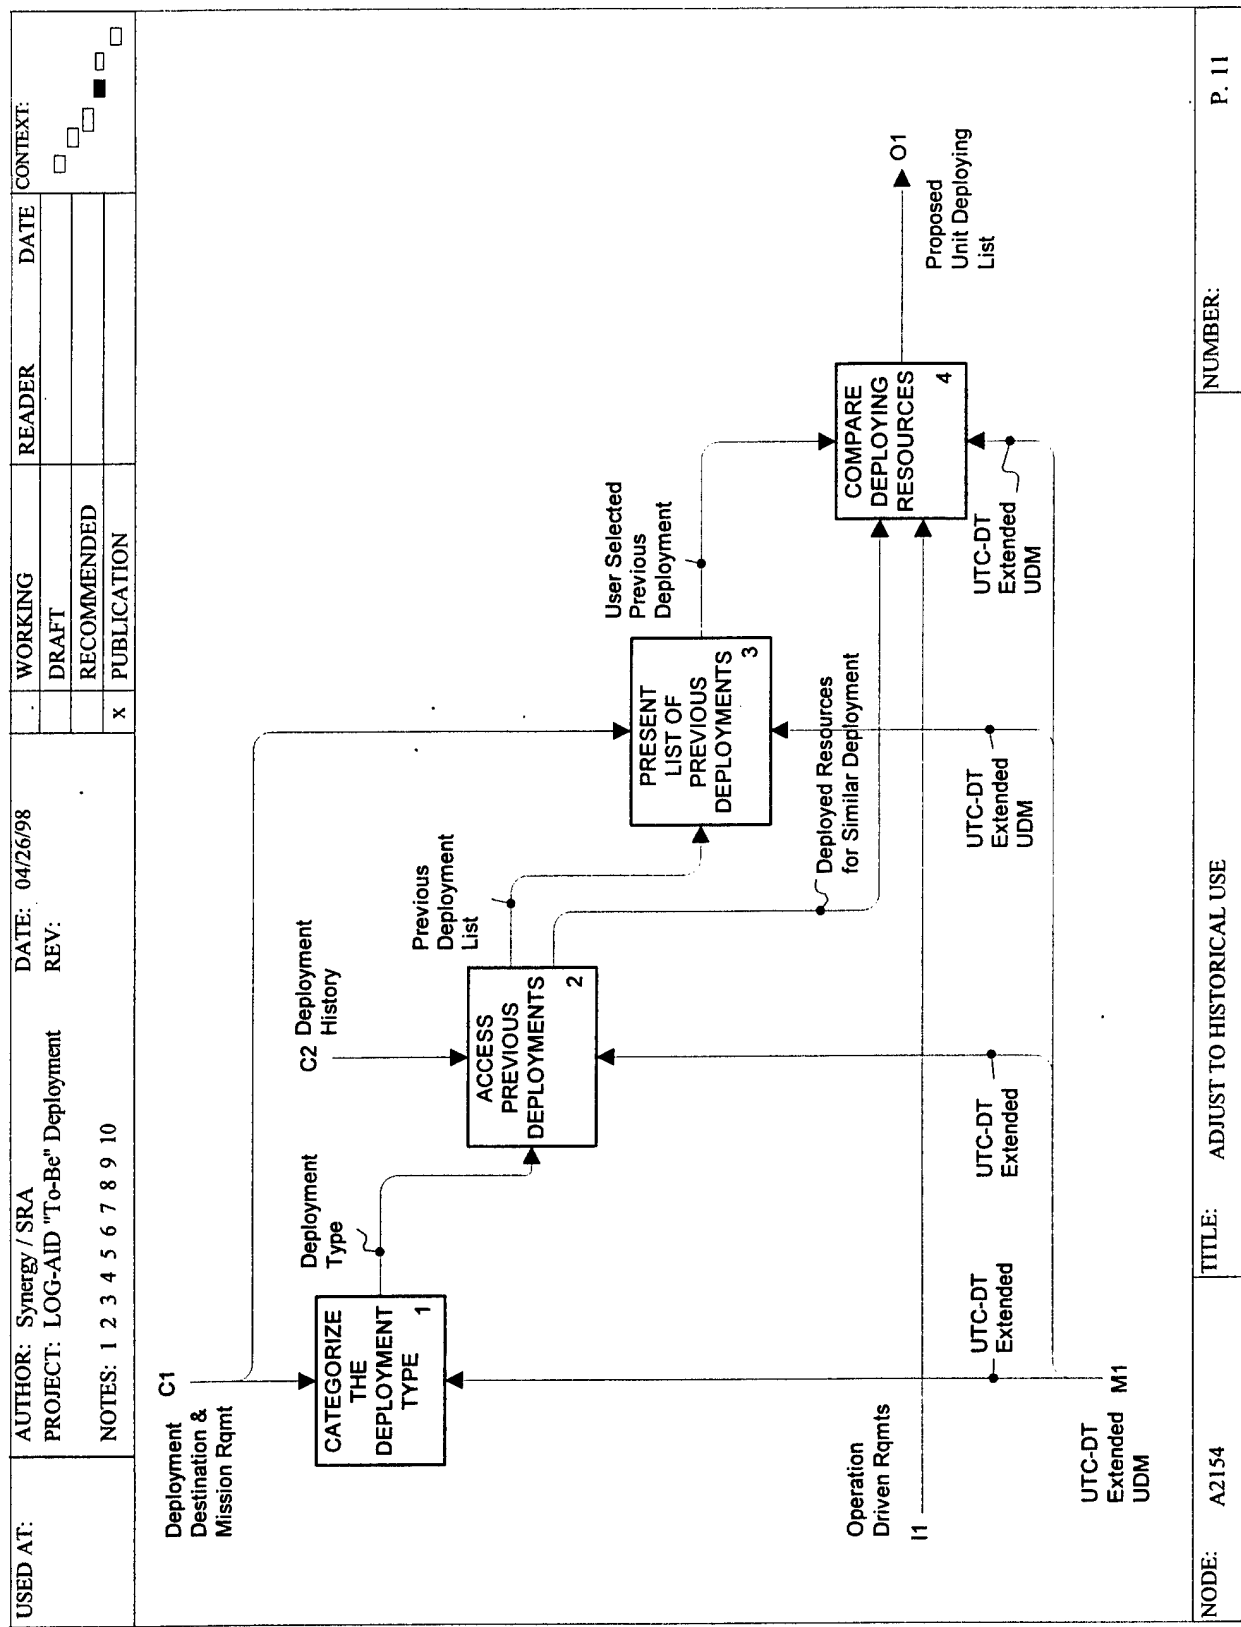 USED AT:
AUTHOR: Synergy / SRA
PROJECT: LOG-AID "To-Be" Deployment
NOTES: 1 2 3 4 5 6 7 8 9 10
DATE: 04/26/98
REV:
WORKING
DRAFT
RECOMMENDED
x PUBLICATION
READER
DATE
CONTEXT:
C1
Deployment
Destination &
Mission Rqmt
CATEGORIZE
THE
DEPLOYMENT
TYPE
1
Deployment
Type
C2 Deployment
History
ACCESS
PREVIOUS
DEPLOYMENTS
2
Previous
Deployment
List
PRESENT
LIST OF
PREVIOUS
DEPLOYMENTS
3
User Selected
Previous
Deployment
Deployed Resources
for Similar Deployment
COMPARE
DEPLOYING
RESOURCES
4
O1
Proposed
Unit Deploying
List
Operation
Driven Rqmts
I1
UTC-DT
Extended
UTC-DT
Extended
UTC-DT
Extended
UDM
UTC-DT
Extended
UDM
UTC-DT
Extended
UDM
M1
NODE:
A2154
TITLE:
ADJUST TO HISTORICAL USE
NUMBER:
P. 11